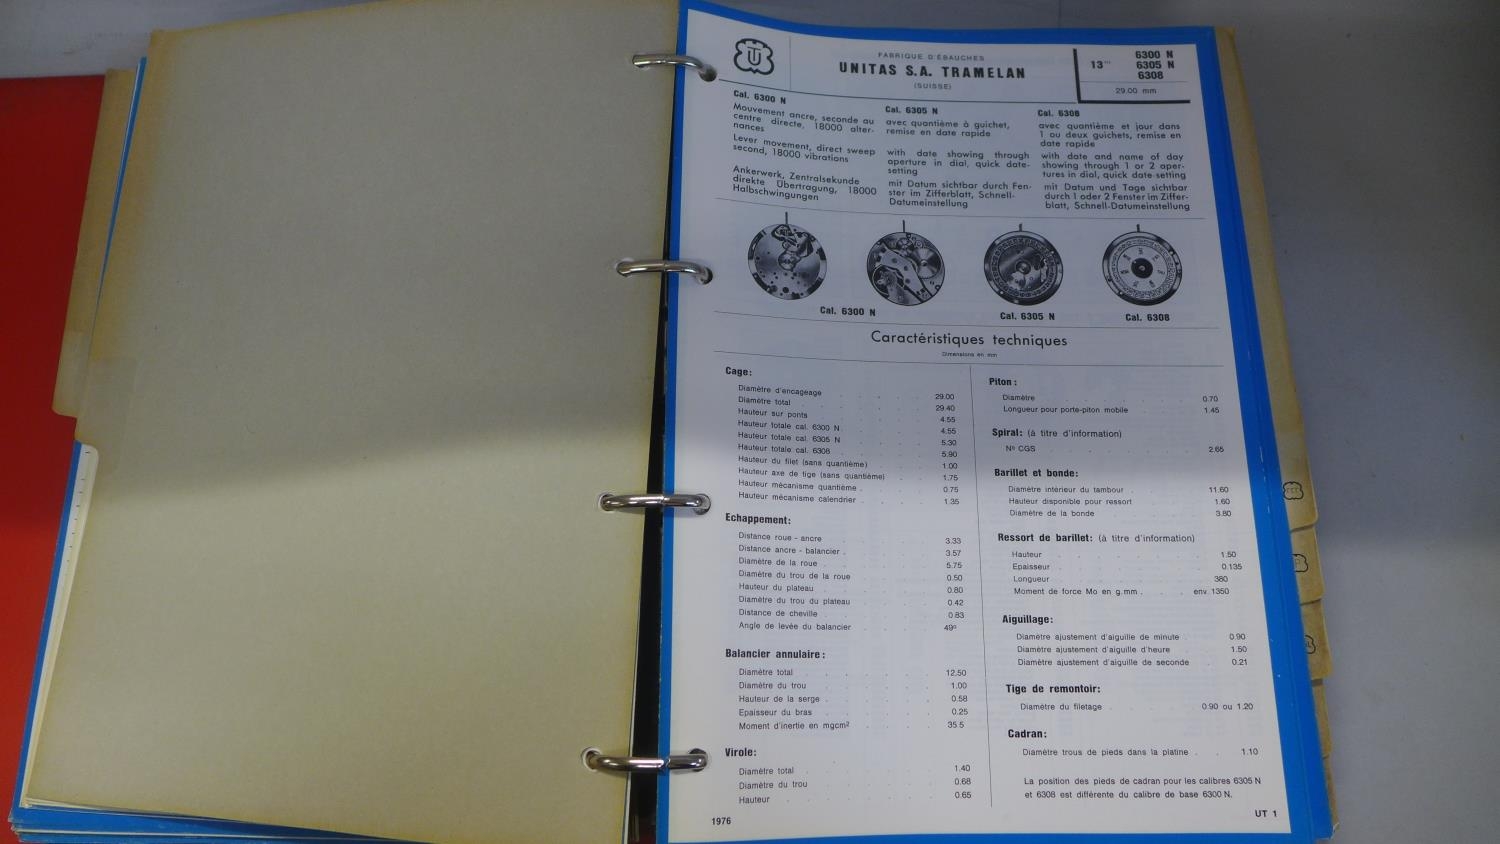 FABRIQUE D'ÉBAUCHES
UNITAS S.A. TRAMELAN
(SUISSE)
13'''
6300 N
6305 N
6308
29.00 mm
Cal. 6300 N
Mouvement ancre, seconde au
centre directe, 18000 alter-
nances
Lever movement, direct sweep
second, 18000 vibrations
Ankerwerk, Zentralsekunde
direkte Übertragung, 18000
Halbschwingungen
Cal. 6305 N
avec quantième à guichet,
remise en date rapide
with date showing through
aperture in dial, quick date-
setting
mit Datum sichtbar durch Fen-
ster im Zifferblatt, Schnell-
Datumeinstellung
Cal. 6308
avec quantième et jour dans
1 ou deux guichets, remise en
date rapide
with date and name of day
showing through 1 or 2 aper-
tures in dial, quick date-setting
mit Datum und Tage sichtbar
durch 1 oder 2 Fenster im Ziffer-
blatt, Schnell-Datumeinstellung
Cal. 6300 N
Cal. 6305 N
Cal. 6308
Caractéristiques techniques
Dimensions en mm
Cage:
Diamètre d'encageage 29.00
Diamètre total 29.40
Hauteur sur ponts 4.55
Hauteur totale cal. 6300 N 4.55
Hauteur totale cal. 6305 N 5.30
Hauteur totale cal. 6308 5.90
Hauteur du filet (sans quantième) 1.00
Hauteur axe de tige (sans quantième) 1.75
Hauteur mécanisme quantième 0.75
Hauteur mécanisme calendrier 1.35
Echappement:
Distance roue - ancre 3.33
Distance ancre - balancier 3.57
Diamètre de la roue 5.75
Diamètre du trou de la roue 0.50
Hauteur du plateau 0.80
Diamètre du trou du plateau 0.42
Distance de cheville 0.83
Angle de levée du balancier 49º
Balancier annulaire:
Diamètre total 12.50
Diamètre du trou 1.00
Hauteur de la serge 0.58
Epaisseur du bras 0.25
Moment d'inertie en mgcm² 35.5
Virole:
Diamètre total 1.40
Diamètre du trou 0.68
Hauteur 0.65
1976
Piton:
Diamètre 0.70
Longueur pour porte-piton mobile 1.45
Spiral: (à titre d'information)
Nº CGS 2.65
Barillet et bonde:
Diamètre intérieur du tambour 11.60
Hauteur disponible pour ressort 1.60
Diamètre de la bonde 3.80
Ressort de barillet: (à titre d'information)
Hauteur 1.50
Epaisseur 0.135
Longueur 380
Moment de force Mo en g.mm env. 1350
Aiguillage:
Diamètre ajustement d'aiguille de minute 0.90
Diamètre ajustement d'aiguille d'heure 1.50
Diamètre ajustement d'aiguille de seconde 0.21
Tige de remontoir:
Diamètre du filetage 0.90 ou 1.20
Cadran:
Diamètre trous de pieds dans la platine 1.10
La position des pieds de cadran pour les calibres 6305 N
et 6308 est différente du calibre de base 6300 N.
UT 1